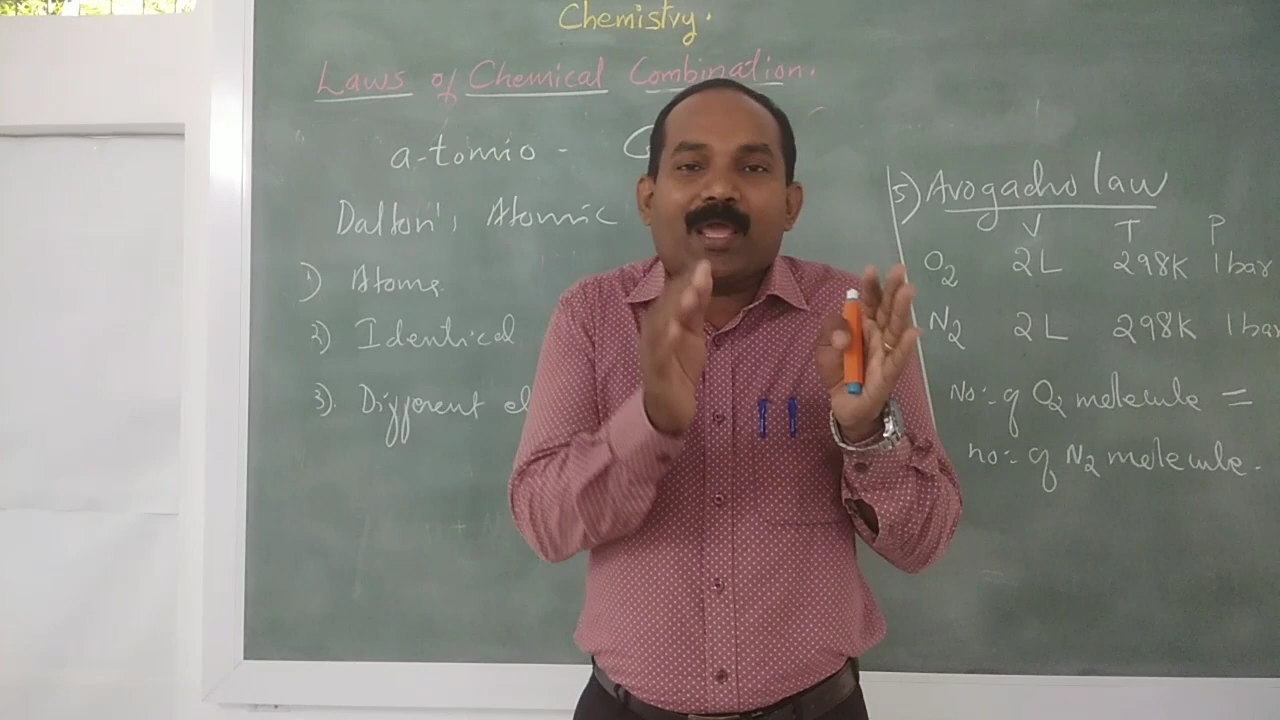 Chemistry.
Laws of Chemical Combination.
a-tomio - G
Dalton's Atomic
1) Atoms
2) Identical
3). Different el
5) Avogadro law
V T P
O2 2L 298K 1bar
N2 2L 298K 1bar
No: of O2 molecule =
no: of N2 molecule.